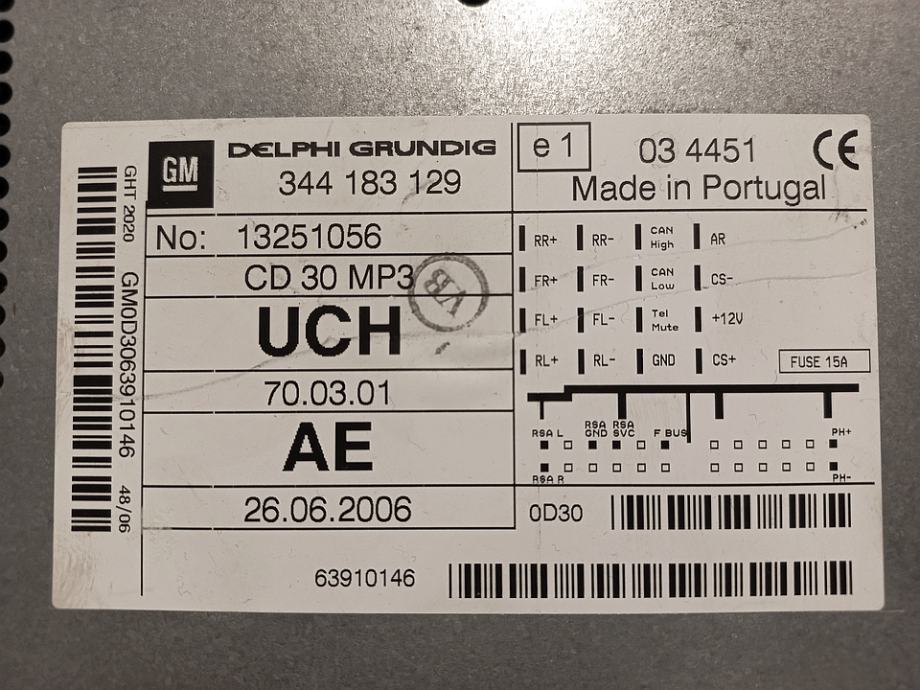 GHT 2020 GM0D3063910146 48/06
GM DELPHI GRUNDIG
344 183 129
No: 13251056
CD 30 MP3
VB
UCH
70.03.01
AE
26.06.2006
e1 03 4451 CE
Made in Portugal
RR+ RR- CAN High AR
FR+ FR- CAN Low CS-
FL+ FL- Tel Mute +12V
RL+ RL- GND CS+
FUSE 15A
RSA L RSA GND RSA SVC F BUS PH+
RSA R PH-
0D30
63910146